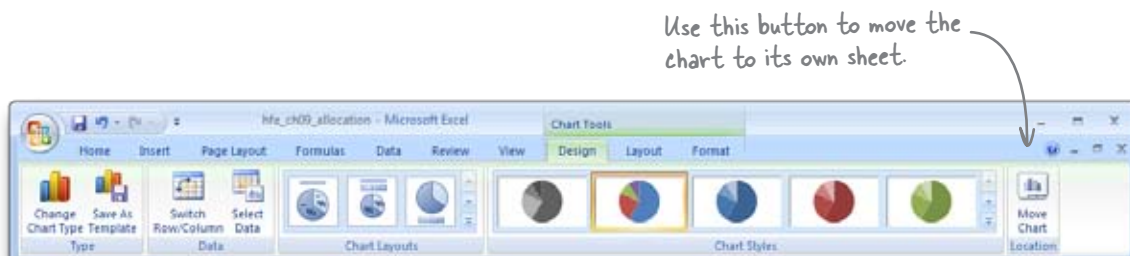 Use this button to move the
chart to its own sheet.
hfe_ch09_allocation - Microsoft Excel
Chart Tools
Home Insert Page Layout Formulas Data Review View Design Layout Format
Change Chart Type
Save As Template
Switch Row/Column
Select Data
Move Chart
Type Data Chart Layouts Chart Styles Location